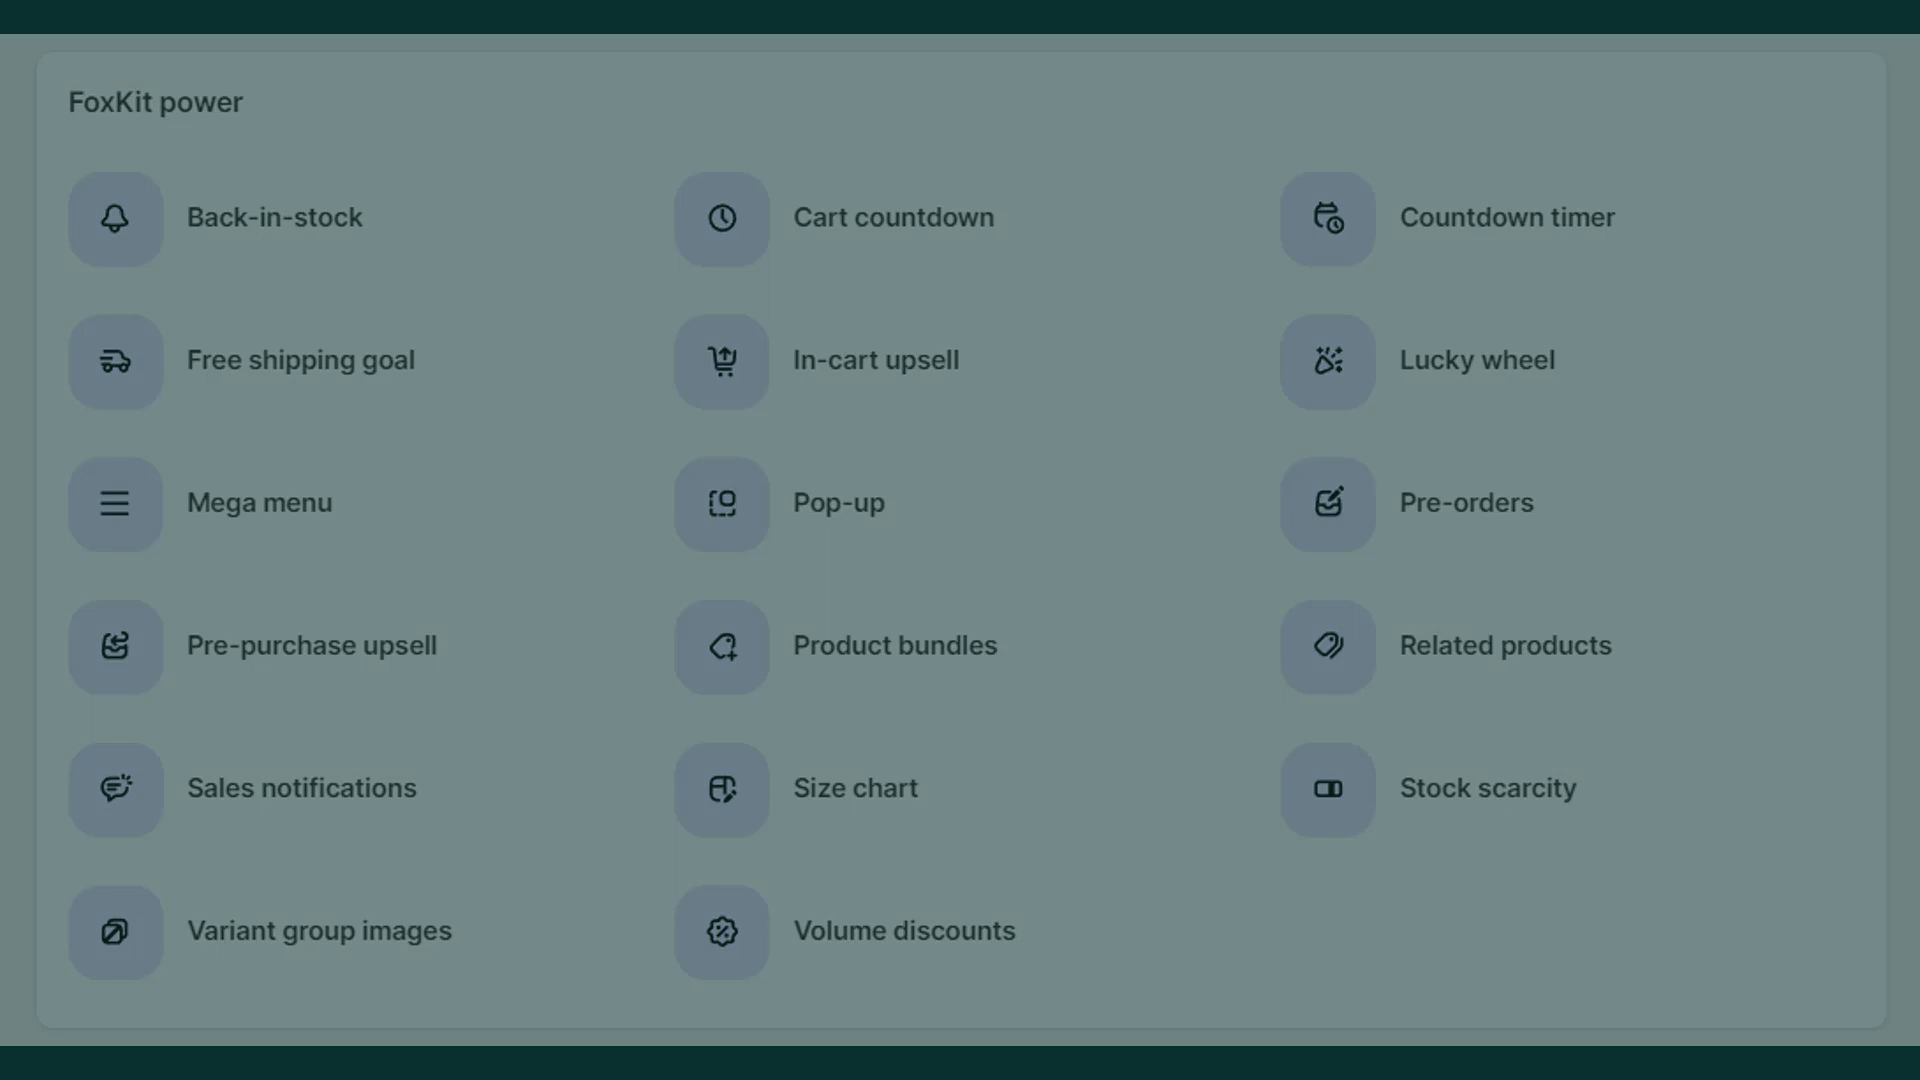 FoxKit power
Back-in-stock
Cart countdown
Countdown timer
Free shipping goal
In-cart upsell
Lucky wheel
Mega menu
Pop-up
Pre-orders
Pre-purchase upsell
Product bundles
Related products
Sales notifications
Size chart
Stock scarcity
Variant group images
Volume discounts